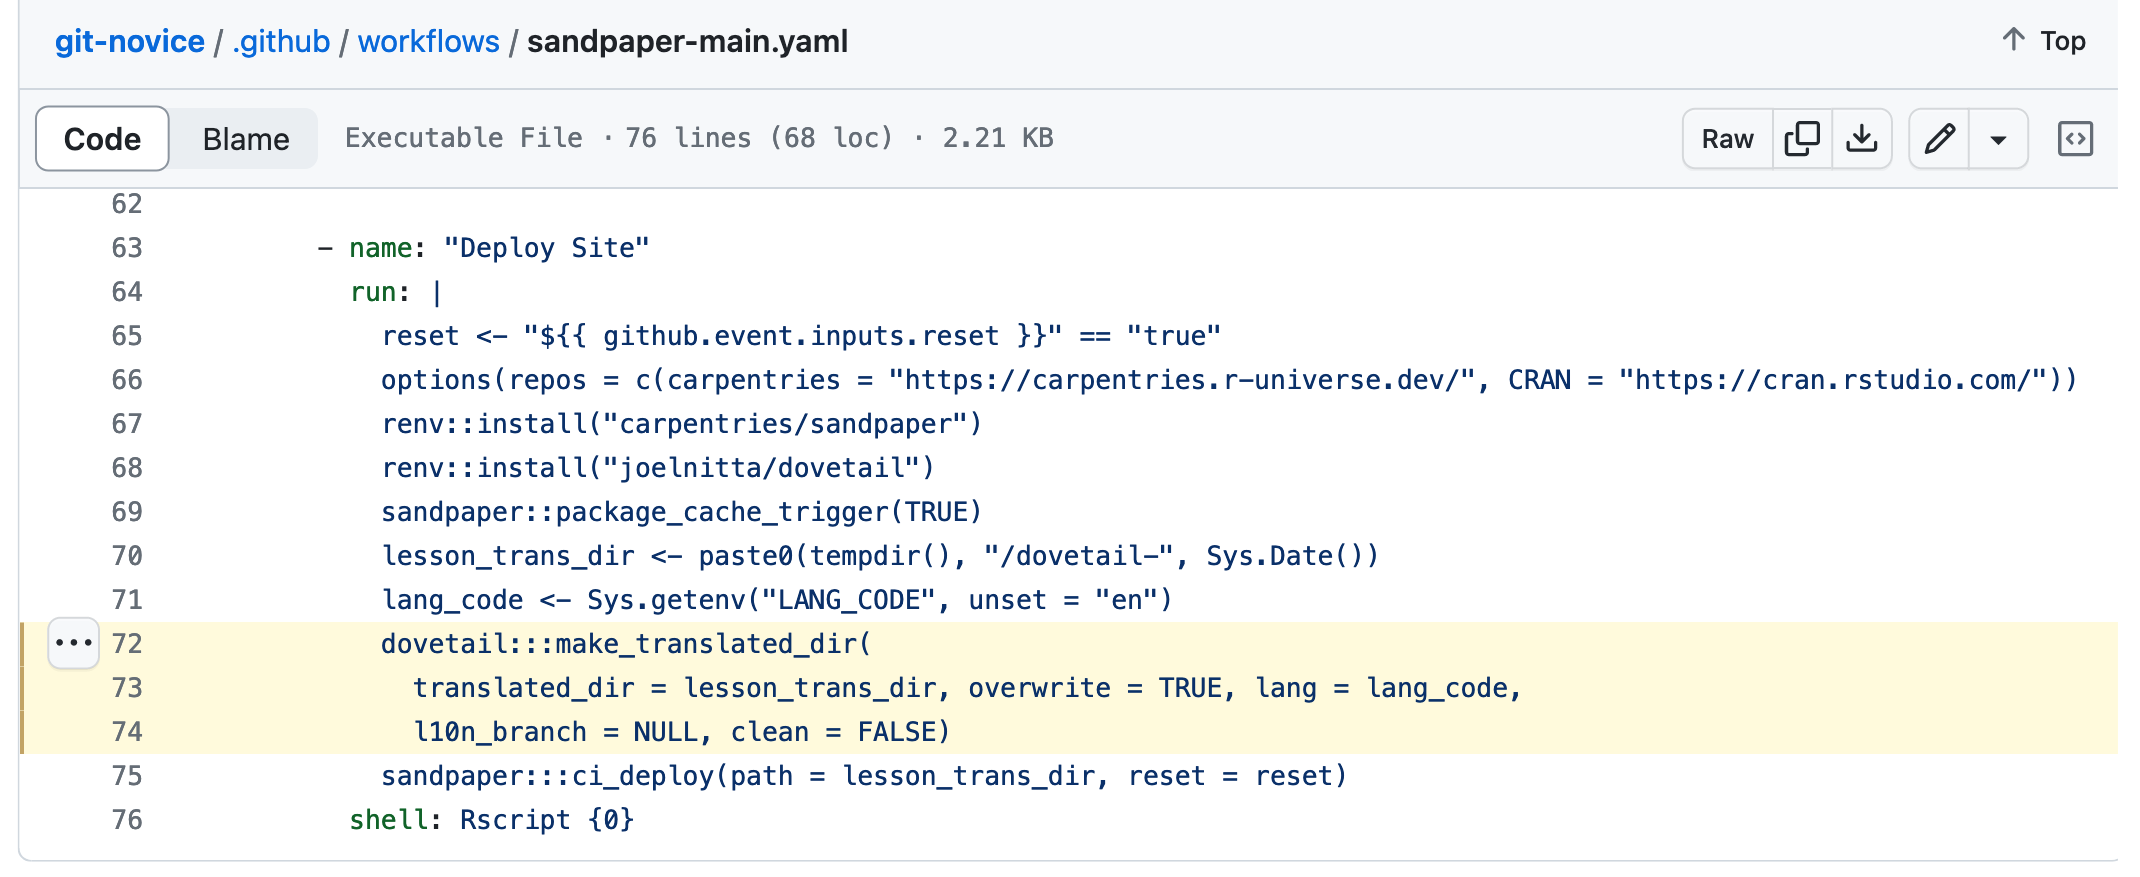 git-novice / .github / workflows / sandpaper-main.yaml
Top
Code Blame Executable File · 76 lines (68 loc) · 2.21 KB Raw
62
63 - name: "Deploy Site"
64 run: |
65 reset <- "${{ github.event.inputs.reset }}" == "true"
66 options(repos = c(carpentries = "https://carpentries.r-universe.dev/", CRAN = "https://cran.rstudio.com/"))
67 renv::install("carpentries/sandpaper")
68 renv::install("joelnitta/dovetail")
69 sandpaper::package_cache_trigger(TRUE)
70 lesson_trans_dir <- paste0(tempdir(), "/dovetail-", Sys.Date())
71 lang_code <- Sys.getenv("LANG_CODE", unset = "en")
72 dovetail:::make_translated_dir(
73 translated_dir = lesson_trans_dir, overwrite = TRUE, lang = lang_code,
74 l10n_branch = NULL, clean = FALSE)
75 sandpaper:::ci_deploy(path = lesson_trans_dir, reset = reset)
76 shell: Rscript {0}